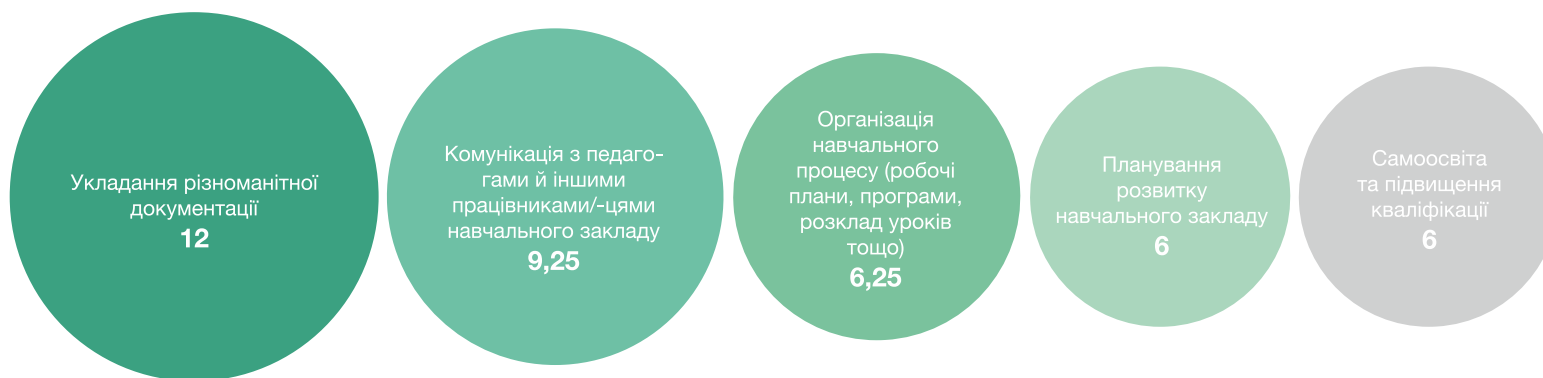 Укладання різноманітної
документації
12
Комунікація з педаго-
гами й іншими
працівниками/-цями
навчального закладу
9,25
Організація
навчального
процесу (робочі
плани, програми,
розклад уроків
тощо)
6,25
Планування
розвитку
навчального закладу
6
Самоосвіта
та підвищення
кваліфікації
6